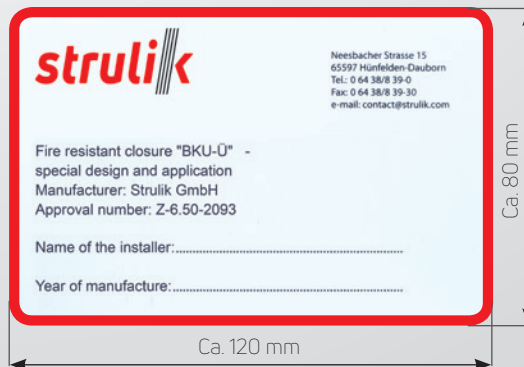 strulik
Neesbacher Strasse 15
65597 Hünfelden-Dauborn
Tel.: 0 64 38/8 39-0
Fax: 0 64 38/8 39-30
e-mail: contact@strulik.com
Fire resistant closure "BKU-Ü" -
special design and application
Manufacturer: Strulik GmbH
Approval number: Z-6.50-2093
Name of the installer:..........................................................................
Year of manufacture:..........................................................................
Ca. 80 mm
Ca. 120 mm